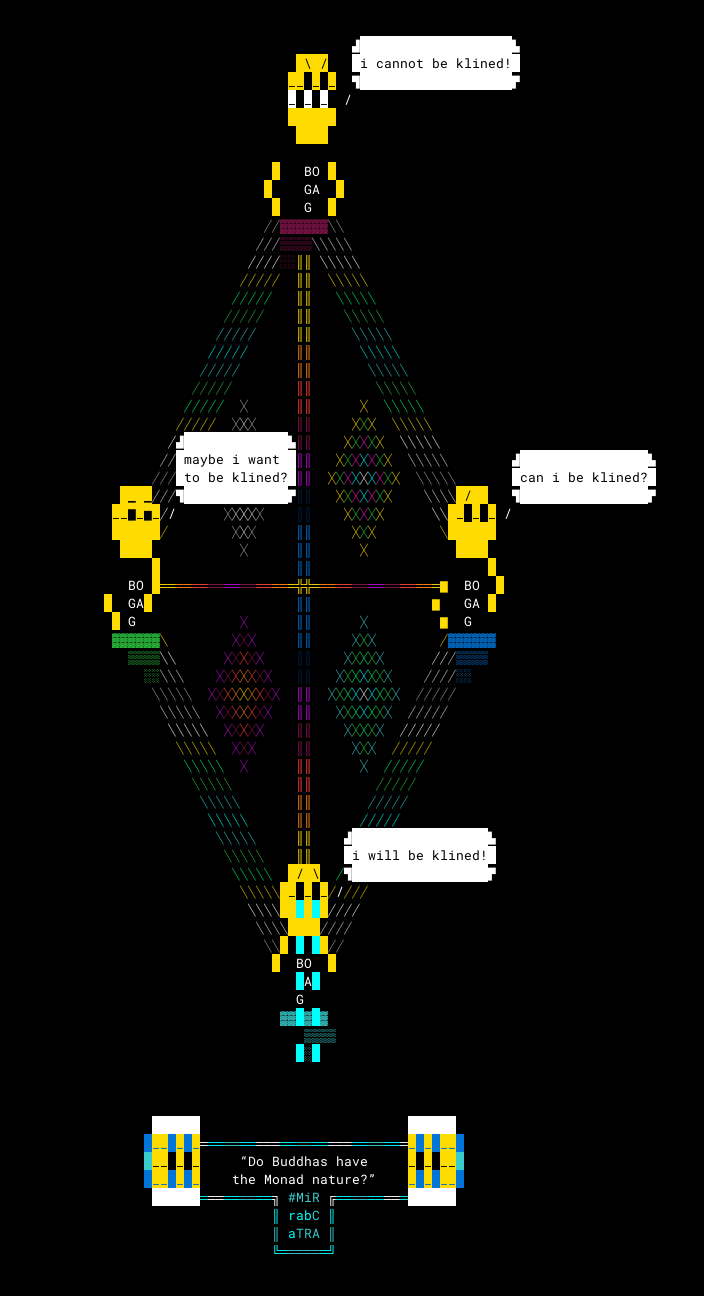 i cannot be klined!
BO
GA
G
maybe i want
to be klined?
can i be klined?
BO
GA
G
BO
GA
G
i will be klined!
BO
A
G
“Do Buddhas have
the Monad nature?”
#MiR
rabC
aTRA